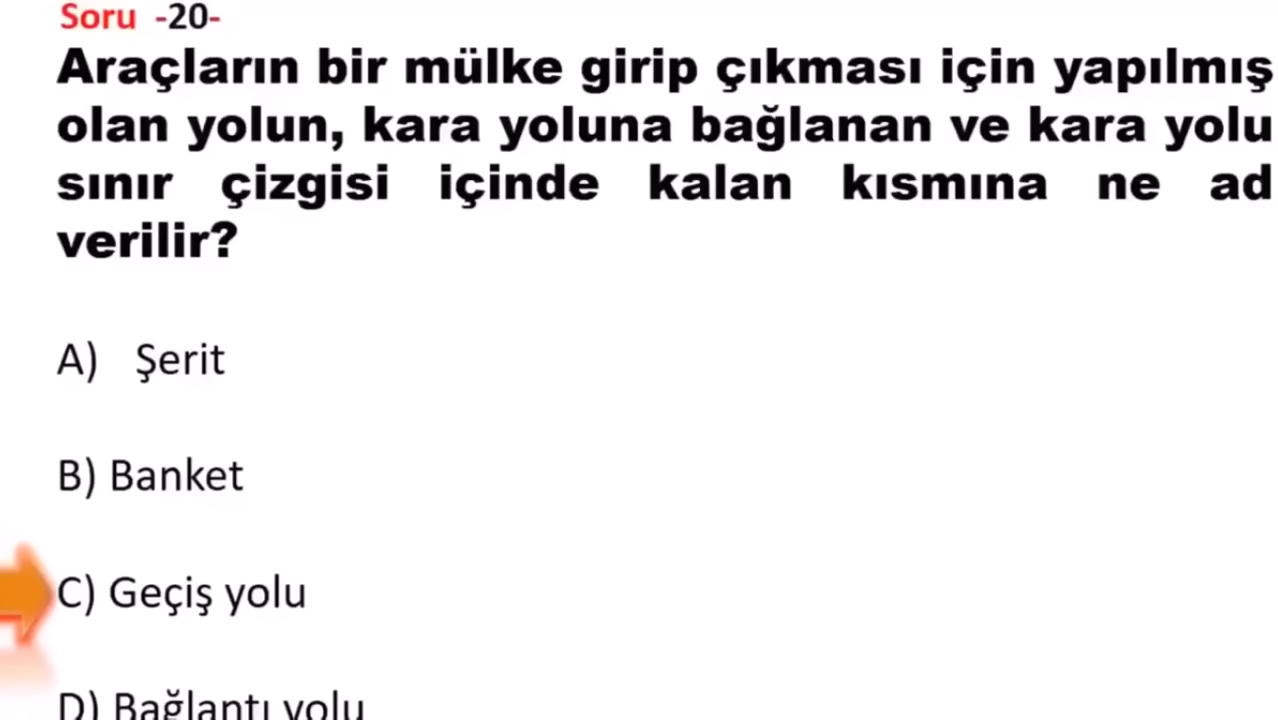 Soru -20-
Araçların bir mülke girip çıkması için yapılmış
olan yolun, kara yoluna bağlanan ve kara yolu
sınır çizgisi içinde kalan kısmına ne ad
verilir?
A) Şerit
B) Banket
C) Geçiş yolu
D) Bağlantı yolu